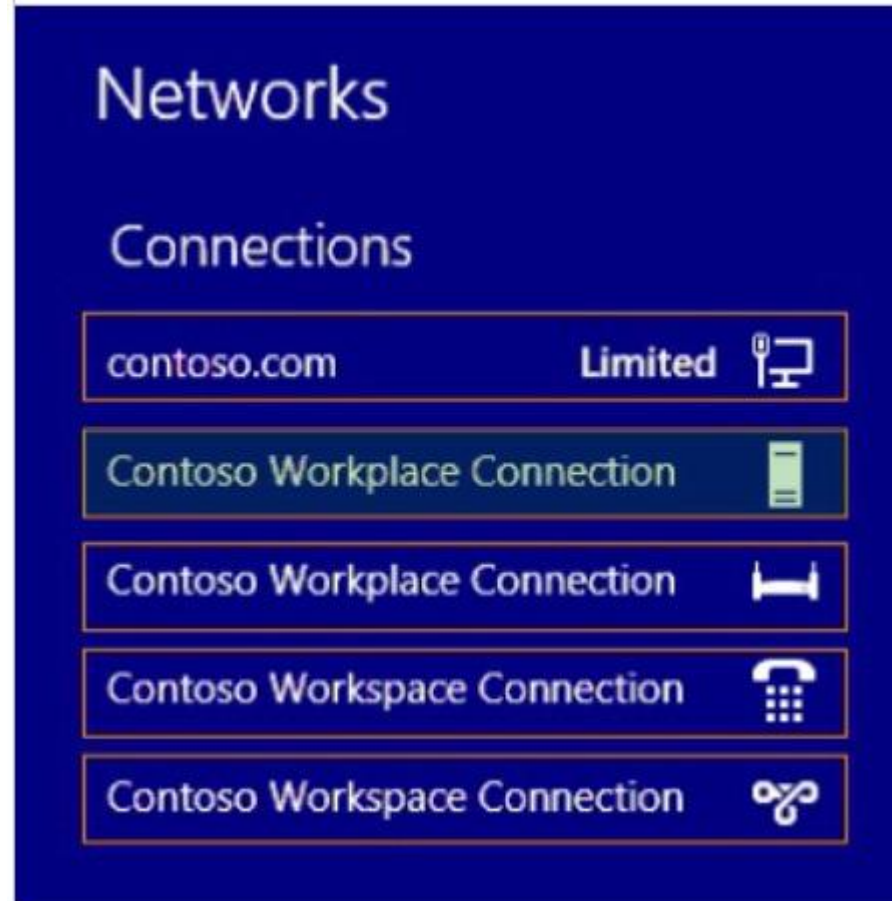 Networks
Connections
contoso.com Limited
Contoso Workplace Connection
Contoso Workplace Connection
Contoso Workspace Connection
Contoso Workspace Connection